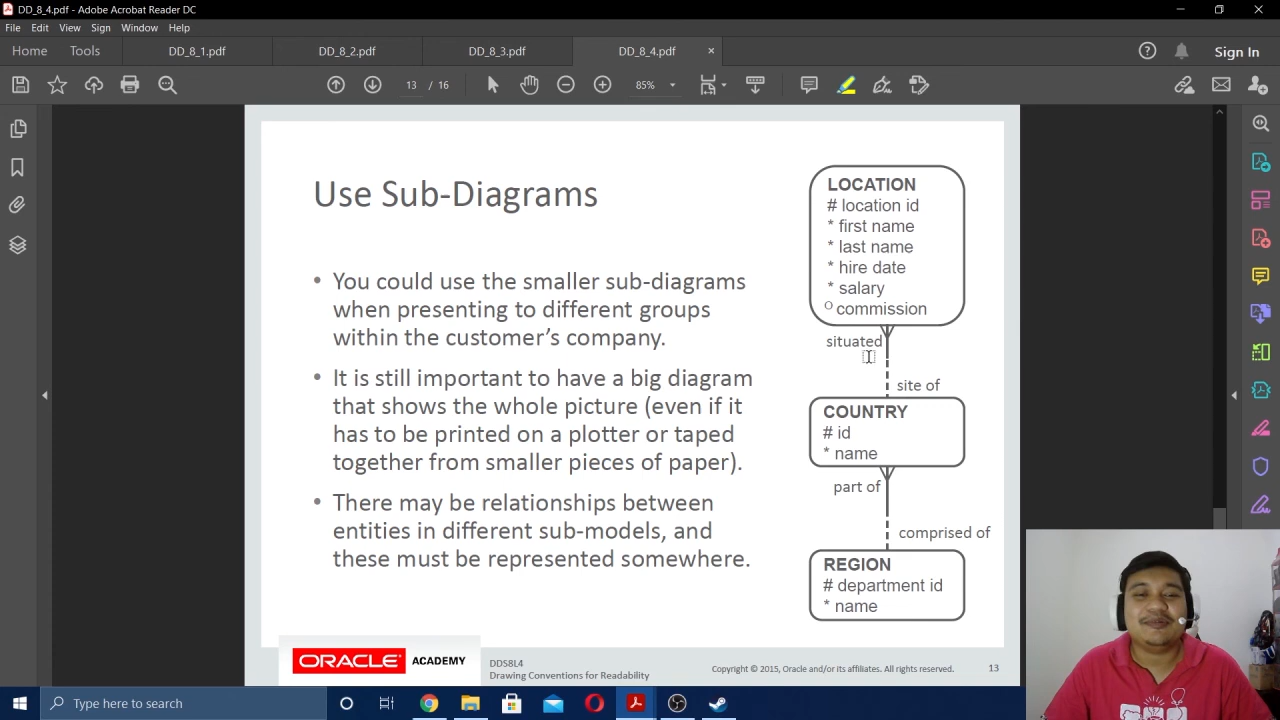 DD_8_4.pdf - Adobe Acrobat Reader DC
File Edit View Sign Window Help
Home Tools DD_8_1.pdf DD_8_2.pdf DD_8_3.pdf DD_8_4.pdf × Sign In
13 / 16 85%
Use Sub-Diagrams
• You could use the smaller sub-diagrams
when presenting to different groups
within the customer’s company.
• It is still important to have a big diagram
that shows the whole picture (even if it
has to be printed on a plotter or taped
together from smaller pieces of paper).
• There may be relationships between
entities in different sub-models, and
these must be represented somewhere.
LOCATION
# location id
* first name
* last name
* hire date
* salary
o commission
situated
site of
COUNTRY
# id
* name
part of
comprised of
REGION
# department id
* name
ORACLE ACADEMY
DDS8L4
Drawing Conventions for Readability
Copyright © 2015, Oracle and/or its affiliates. All rights reserved.
13
Type here to search